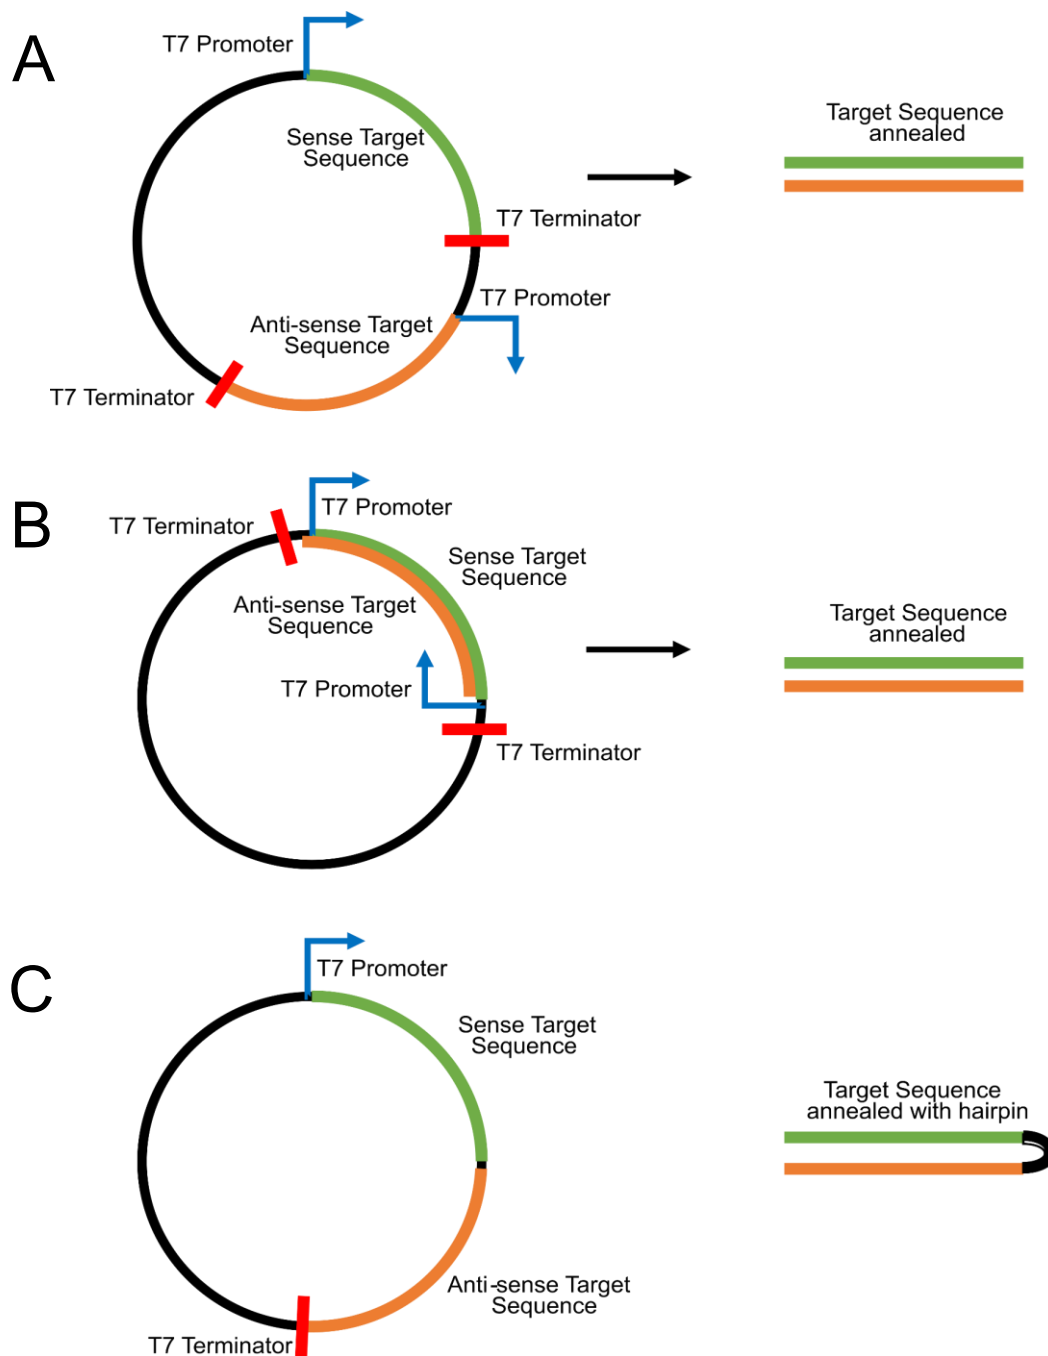 A
T7 Promoter
Sense Target
Sequence
T7 Terminator
T7 Promoter
Anti-sense Target
Sequence
T7 Terminator
Target Sequence
annealed
B
T7 Promoter
T7 Terminator
Sense Target
Sequence
Anti-sense Target
Sequence
T7 Promoter
T7 Terminator
Target Sequence
annealed
C
T7 Promoter
Sense Target
Sequence
Anti-sense Target
Sequence
T7 Terminator
Target Sequence
annealed with hairpin